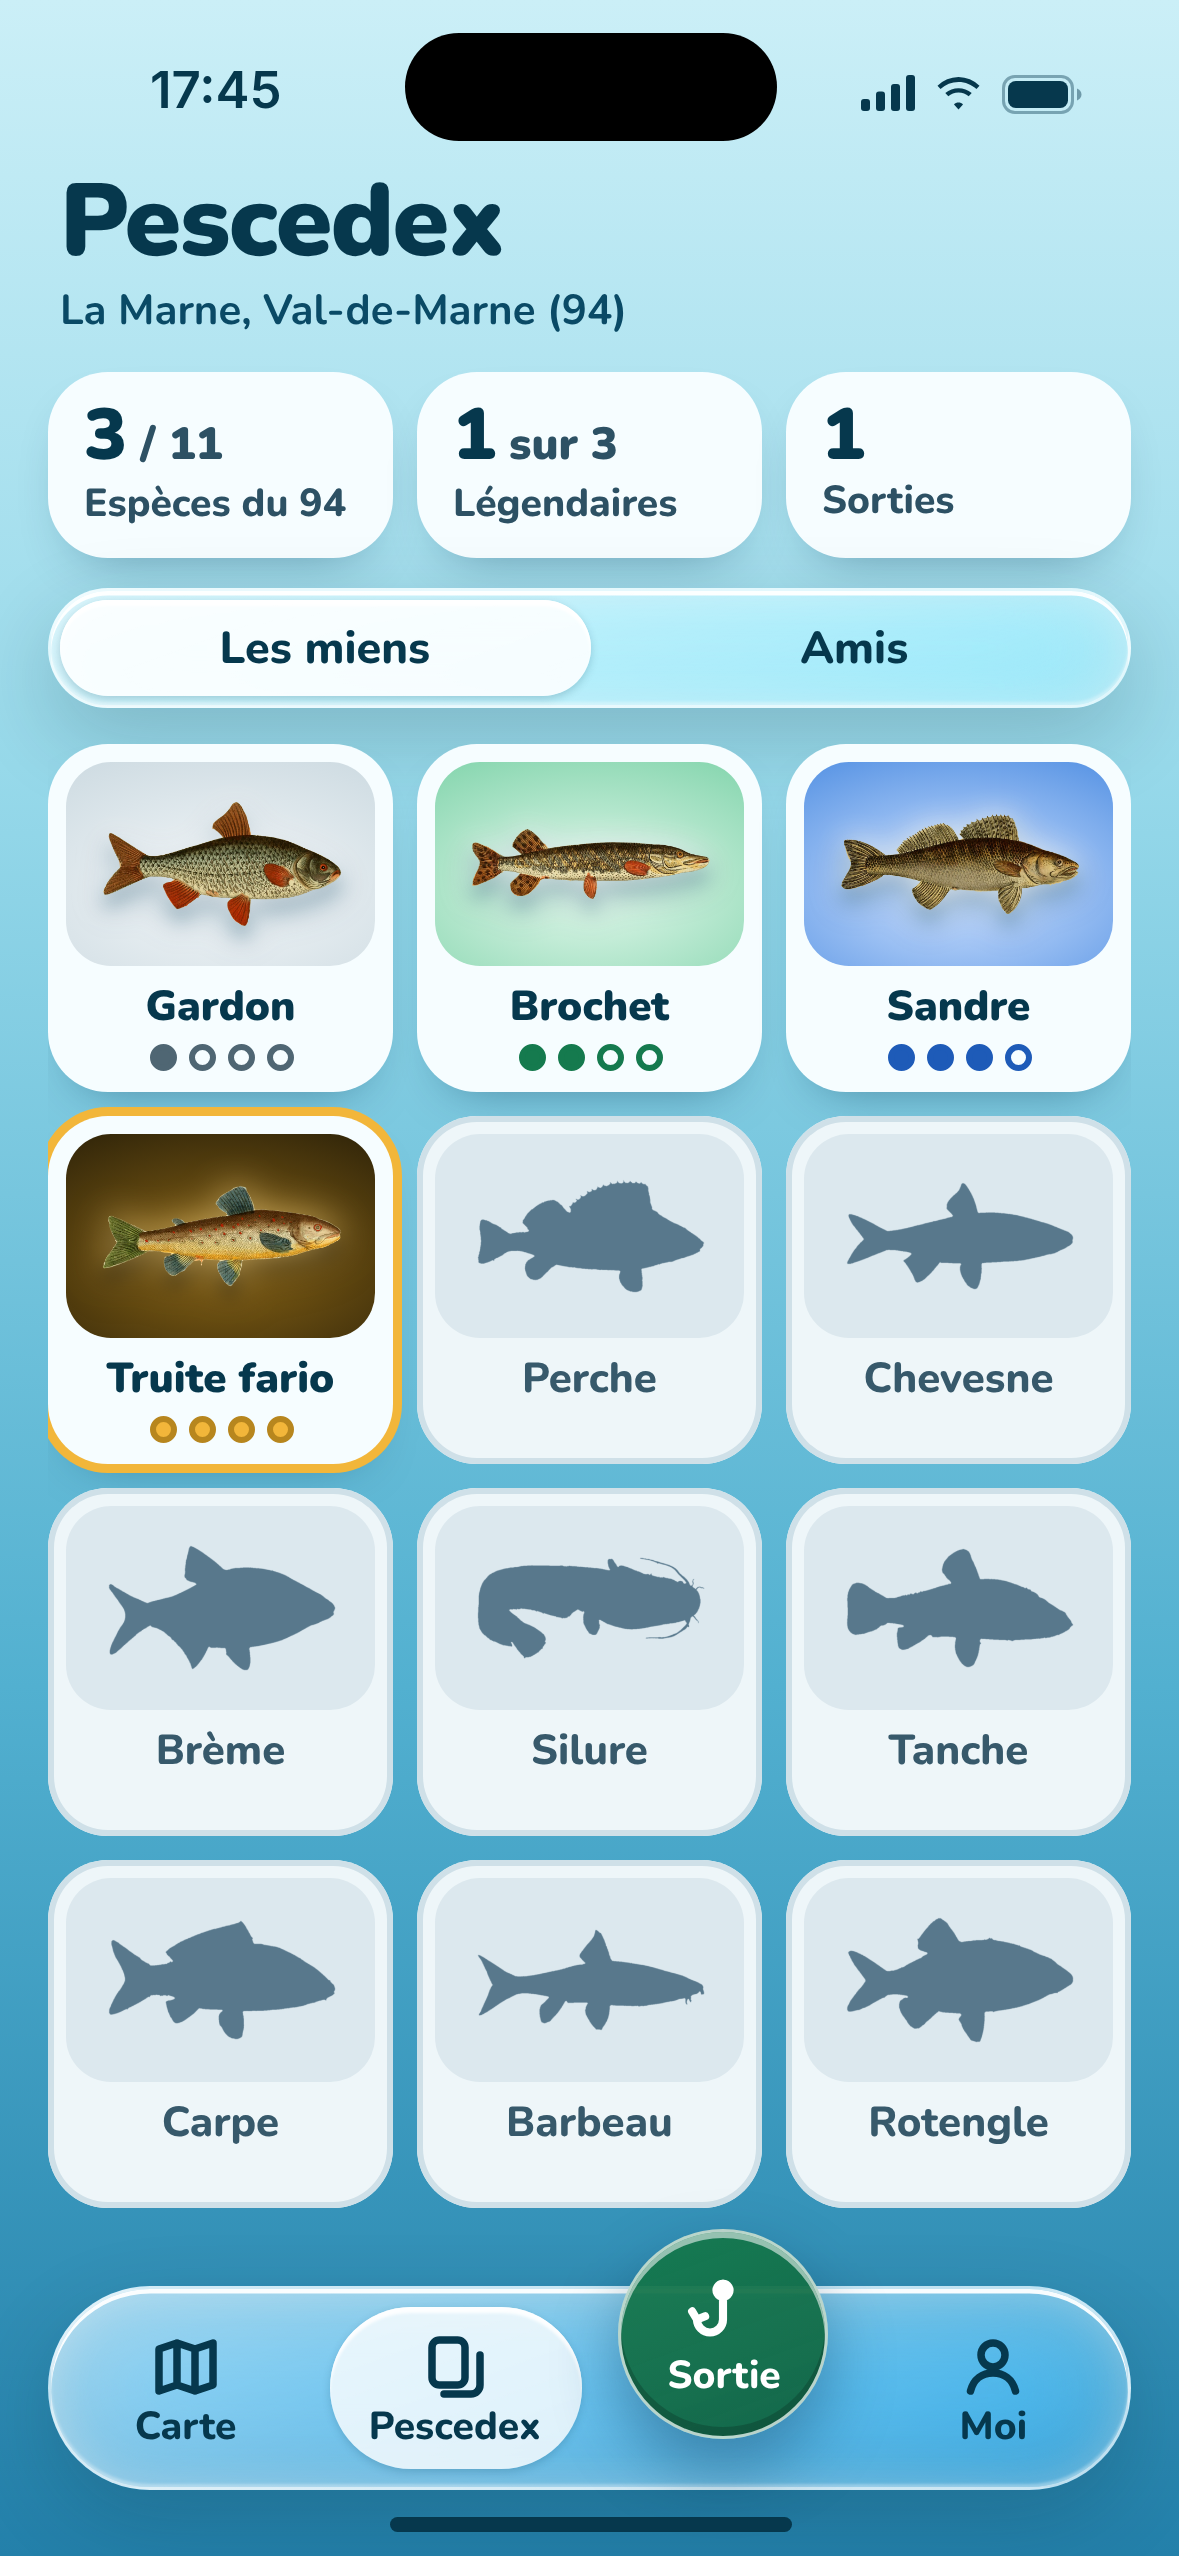 17:45
Pescedex
La Marne, Val-de-Marne (94)
3 / 11
Espèces du 94
1 sur 3
Légendaires
1
Sorties
Les miens
Amis
Gardon
Brochet
Sandre
Truite fario
Perche
Chevesne
Brème
Silure
Tanche
Carpe
Barbeau
Rotengle
Carte
Pescedex
Sortie
Moi